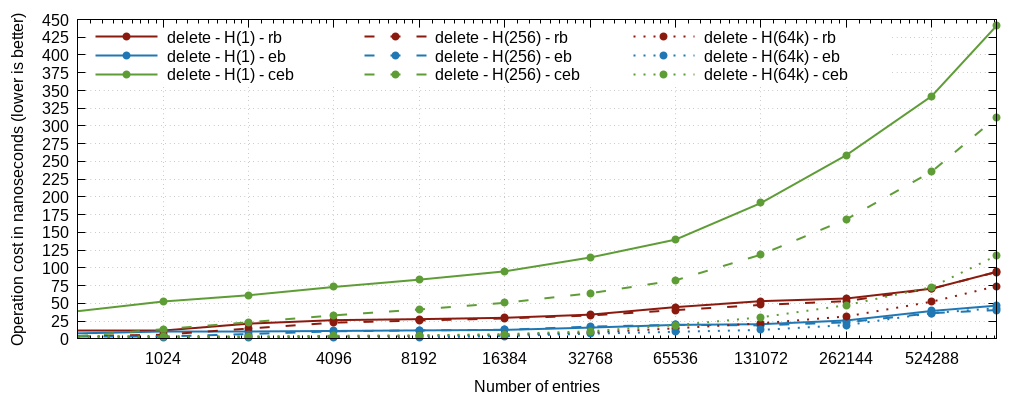 Operation cost in nanoseconds (lower is better)
450
425
400
375
350
325
300
275
250
225
200
175
150
125
100
75
50
25
0
delete - H(1) - rb
delete - H(1) - eb
delete - H(1) - ceb
delete - H(256) - rb
delete - H(256) - eb
delete - H(256) - ceb
delete - H(64k) - rb
delete - H(64k) - eb
delete - H(64k) - ceb
1024 2048 4096 8192 16384 32768 65536 131072 262144 524288
Number of entries